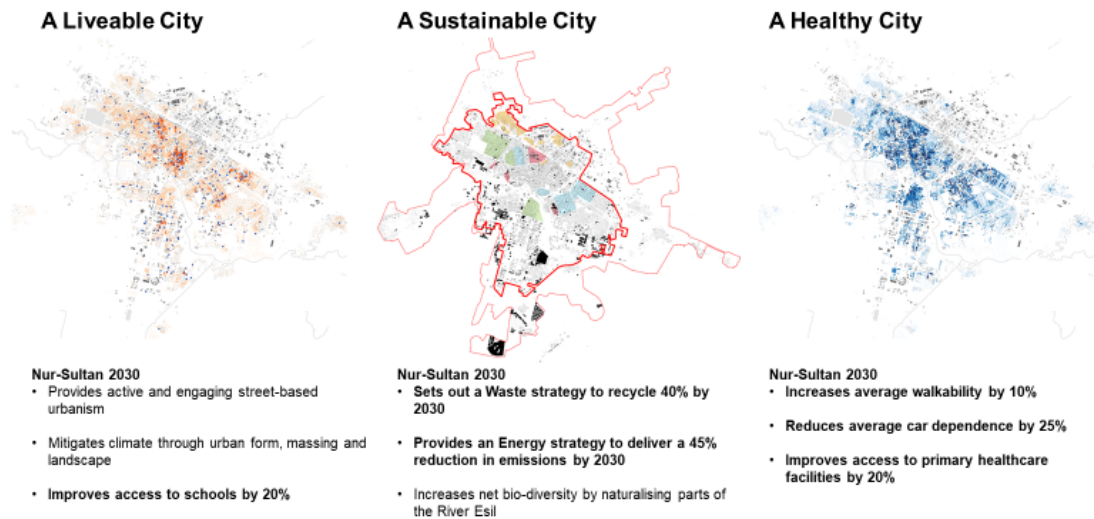 A Liveable City
A Sustainable City
A Healthy City
Nur-Sultan 2030
• Provides active and engaging street-based
urbanism
• Mitigates climate through urban form, massing and
landscape
• Improves access to schools by 20%
Nur-Sultan 2030
• Sets out a Waste strategy to recycle 40% by
2030
• Provides an Energy strategy to deliver a 45%
reduction in emissions by 2030
• Increases net bio-diversity by naturalising parts of
the River Esil
Nur-Sultan 2030
• Increases average walkability by 10%
• Reduces average car dependence by 25%
• Improves access to primary healthcare
facilities by 20%